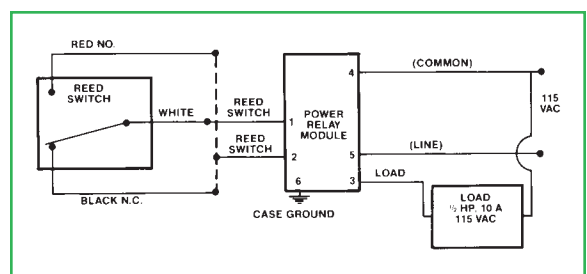 RED NO.
REED
SWITCH
WHITE
BLACK N.C.
REED
SWITCH
REED
SWITCH
1
2
POWER
RELAY
MODULE
4
5
3
6
CASE GROUND
(COMMON)
(LINE)
LOAD
115
VAC
LOAD
½ HP, 10 A
115 VAC